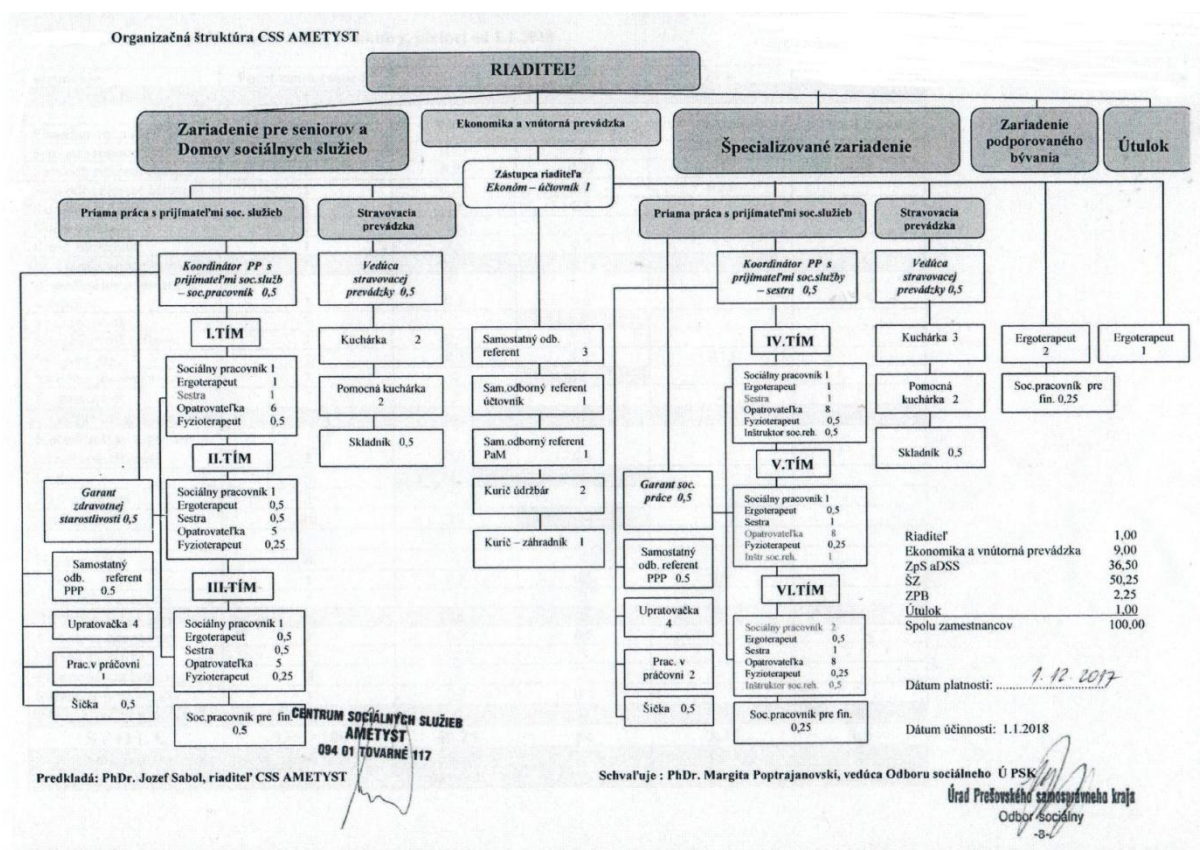 Organizačná štruktúra CSS AMETYST
RIADITEĽ
Zariadenie pre seniorov a
Domov sociálnych služieb
Ekonomika a vnútorná prevádzka
Špecializované zariadenie
Zariadenie
podporovaného
bývania
Útulok
Zástupca riaditeľa
Ekonóm – účtovník 1
Priama práca s prijímateľmi soc. služieb
Stravovacia
prevádzka
Priama práca s prijímateľmi soc.služieb
Stravovacia
prevádzka
Koordinátor PP s
prijímateľmi soc.služb
– soc.pracovník 0,5
Vedúca
stravovacej
prevádzky 0,5
Koordinátor PP s
prijímateľmi soc.služby
– sestra 0,5
Vedúca
stravovacej
prevádzky 0,5
I.TÍM
Sociálny pracovník 1
Ergoterapeut 1
Sestra 1
Opatrovateľka 6
Fyzioterapeut 0,5
II.TÍM
Sociálny pracovník 1
Ergoterapeut 0,5
Sestra 0,5
Opatrovateľka 5
Fyzioterapeut 0,25
III.TÍM
Sociálny pracovník 1
Ergoterapeut 0,5
Sestra 0,5
Opatrovateľka 5
Fyzioterapeut 0,25
Soc.pracovník pre fin.
0,5
Garant
zdravotnej
starostlivosti 0,5
Samostatný
odb. referent
PPP 0.5
Upratovačka 4
Prac.v práčovni
1
Šička 0,5
Kuchárka 2
Pomocná kuchárka
2
Skladník 0,5
Samostatný odb.
referent 3
Sam.odborný referent
účtovník 1
Sam.odborný referent
PaM 1
Kurič údržbár 2
Kurič – záhradník 1
IV.TÍM
Sociálny pracovník 1
Ergoterapeut 1
Sestra 1
Opatrovateľka 8
Fyzioterapeut 0,5
Inštruktor soc.reh. 0,5
V.TÍM
Sociálny pracovník 1
Ergoterapeut 0,5
Sestra 1
Opatrovateľka 8
Fyzioterapeut 0,25
Inštr.soc.reh. 1
VI.TÍM
Sociálny pracovník 2
Ergoterapeut 0,5
Sestra 1
Opatrovateľka 8
Fyzioterapeut 0,25
Inštruktor soc.reh. 0,5
Soc.pracovník pre fin.
0,25
Garant soc.
práce 0,5
Samostatný
odb. referent
PPP 0.5
Upratovačka
4
Prac. v
práčovni 2
Šička 0,5
Kuchárka 3
Pomocná
kuchárka 2
Skladník 0,5
Ergoterapeut
2
Soc.pracovník pre
fin. 0,25
Ergoterapeut
1
Riaditeľ 1,00
Ekonomika a vnútorná prevádzka 9,00
ZpS aDSS 36,50
ŠZ 50,25
ZPB 2,25
Útulok 1,00
Spolu zamestnancov 100,00
Dátum platnosti: 1.12.2017
Dátum účinnosti: 1.1.2018
CENTRUM SOCIÁLNYCH SLUŽIEB
AMETYST
094 01 TOVARNÉ 117
Predkladá: PhDr. Jozef Sabol, riaditeľ CSS AMETYST
Schvaľuje : PhDr. Margita Poptrajanovski, vedúca Odboru sociálneho Ú PSK
Úrad Prešovského samosprávneho kraja
Odbor sociálny
-8-